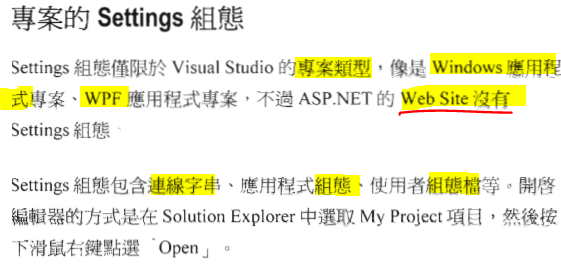 專案的 Settings 組態
Settings 組態僅限於 Visual Studio 的專案類型，像是 Windows 應用程
式專案、WPF 應用程式專案，不過 ASP.NET 的 Web Site 沒有
Settings 組態。
Settings 組態包含連線字串、應用程式組態、使用者組態檔等。開啓
編輯器的方式是在 Solution Explorer 中選取 My Project 項目，然後按
下滑鼠右鍵點選「Open」。